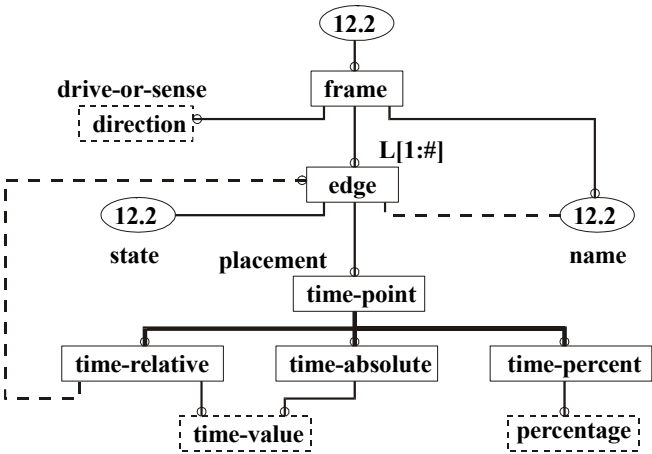 12.2
drive-or-sense
frame
direction
L[1:#]
edge
12.2
12.2
state
placement
name
time-point
time-relative
time-absolute
time-percent
time-value
percentage